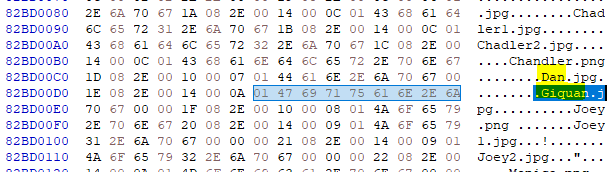 82BD0080 2E 6A 70 67 1A 08 2E 00 14 00 0C 01 43 68 61 64 .jpg........Chad
82BD0090 6C 65 72 31 2E 6A 70 67 1B 08 2E 00 14 00 0C 01 ler1.jpg........
82BD00A0 43 68 61 64 6C 65 72 32 2E 6A 70 67 1C 08 2E 00 Chadler2.jpg....
82BD00B0 14 00 0C 01 43 68 61 6E 64 6C 65 72 2E 70 6E 67 ....Chandler.png
82BD00C0 1D 08 2E 00 10 00 07 01 44 61 6E 2E 6A 70 67 00 ........Dan.jpg.
82BD00D0 1E 08 2E 00 14 00 0A 01 47 69 71 75 61 6E 2E 6A ........Giquan.j
82BD00E0 70 67 00 00 1F 08 2E 00 10 00 08 01 4A 6F 65 79 pg..........Joey
82BD00F0 2E 70 6E 67 20 08 2E 00 14 00 09 01 4A 6F 65 79 .png .......Joey
82BD0100 31 2E 6A 70 67 00 00 00 21 08 2E 00 14 00 09 01 1.jpg...!.......
82BD0110 4A 6F 65 79 32 2E 6A 70 67 00 00 00 22 08 2E 00 Joey2.jpg..."...